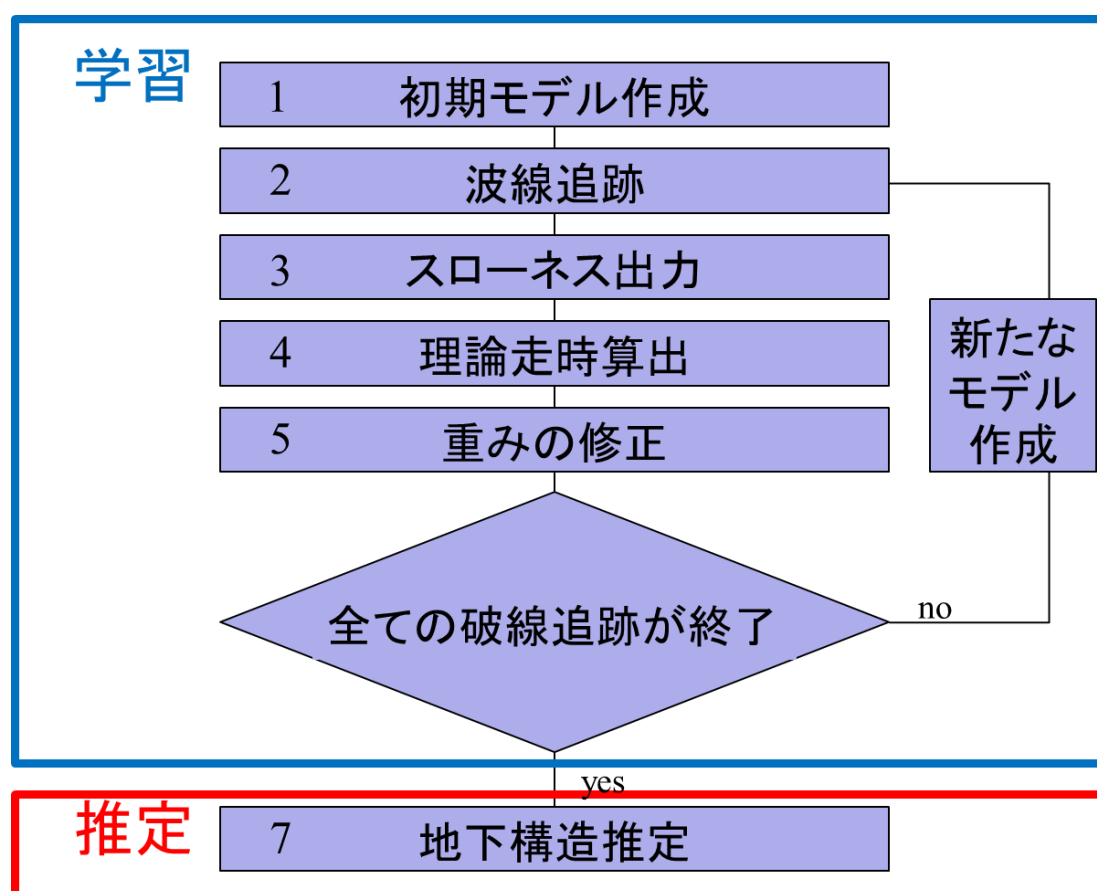 学習
1 初期モデル作成
2 波線追跡
3 スローネス出力
4 理論走時算出
5 重みの修正
新たな
モデル
作成
全ての破線追跡が終了
no
yes
推定
7 地下構造推定